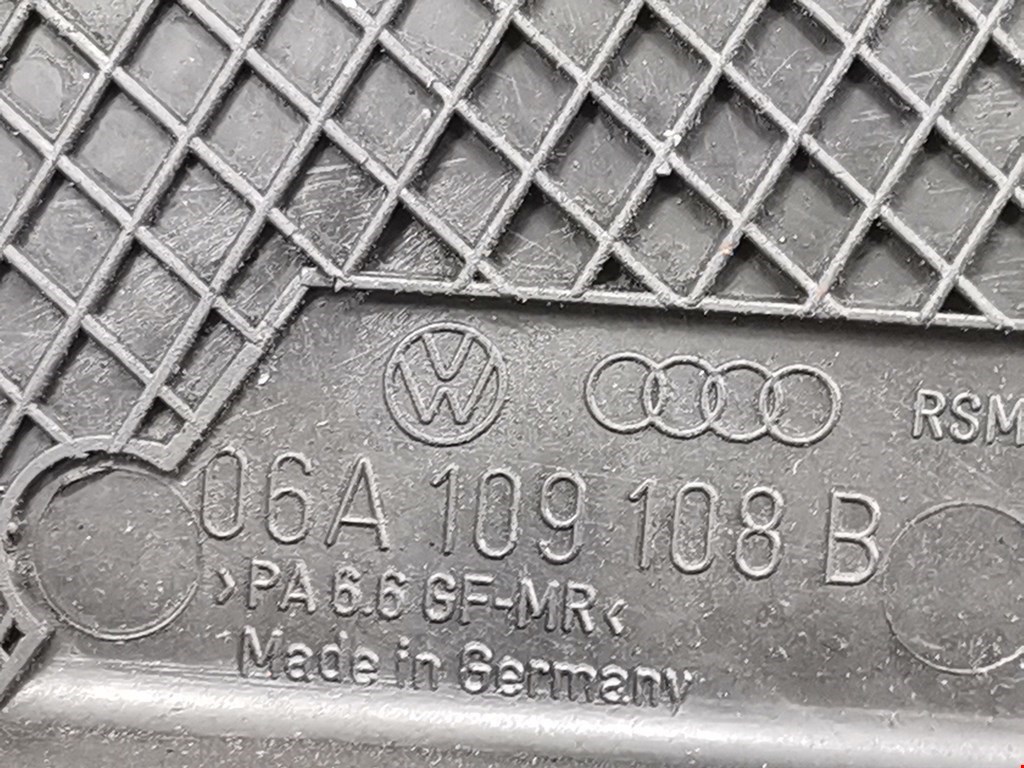 RSM
06A 109 108 B
>PA 6.6 GF-MR<
Made in Germany